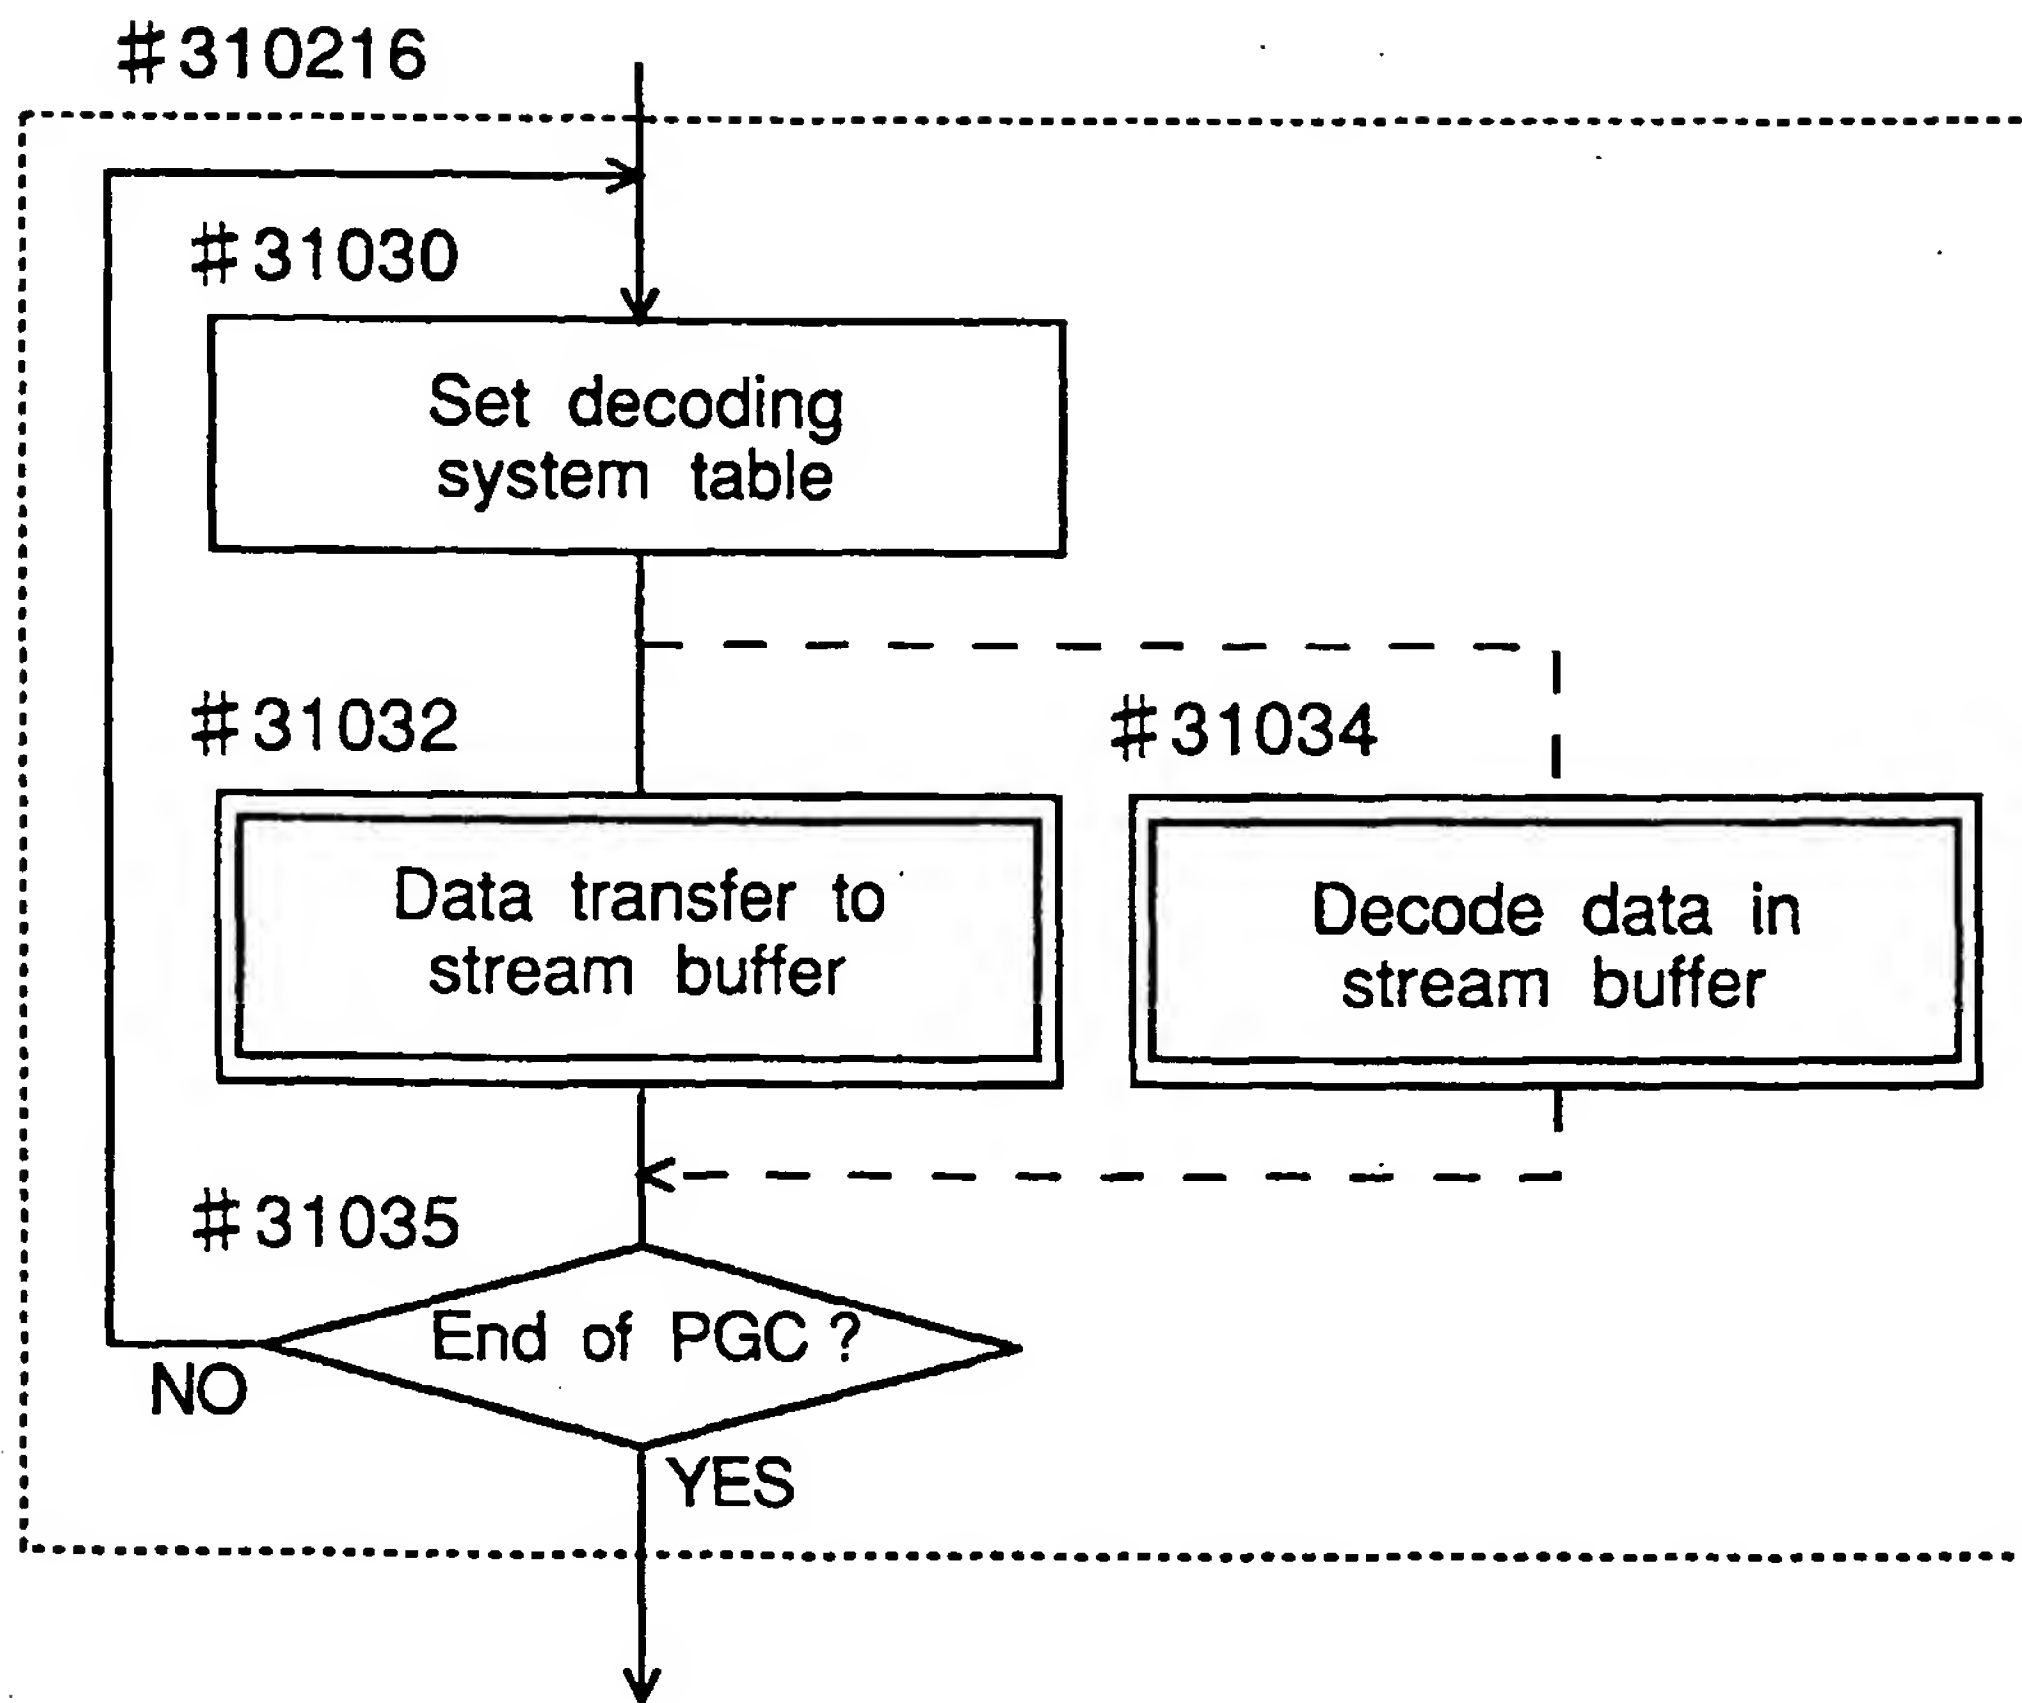 #310216
#31030
Set decoding
system table
#31032
#31034
Data transfer to
stream buffer
Decode data in
stream buffer
#31035
End of PGC ?
NO
YES